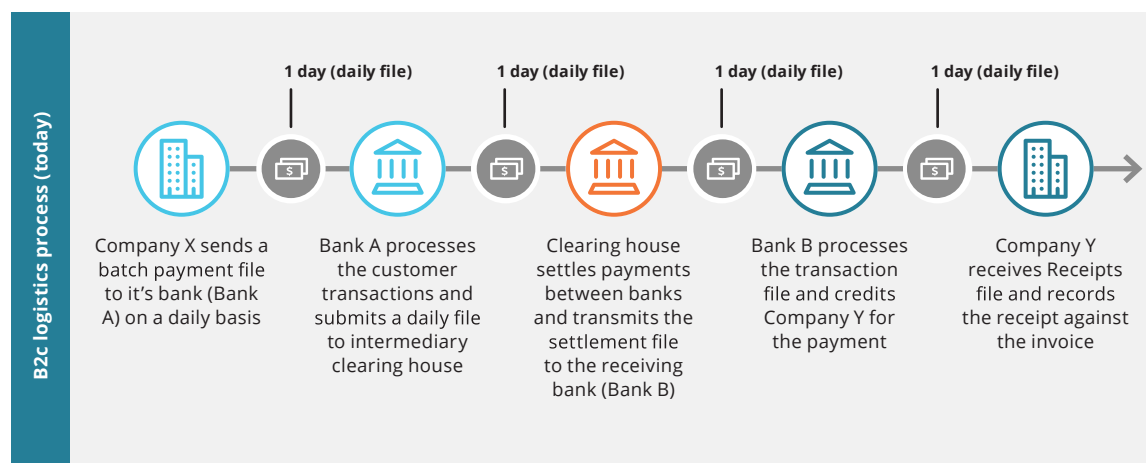 B2c logistics process (today)
1 day (daily file)
1 day (daily file)
1 day (daily file)
1 day (daily file)
$
$
$
$
Company X sends a
batch payment file
to it’s bank (Bank
A) on a daily basis
Bank A processes
the customer
transactions and
submits a daily file
to intermediary
clearing house
Clearing house
settles payments
between banks
and transmits the
settlement file
to the receiving
bank (Bank B)
Bank B processes
the transaction
file and credits
Company Y for
the payment
Company Y
receives Receipts
file and records
the receipt against
the invoice